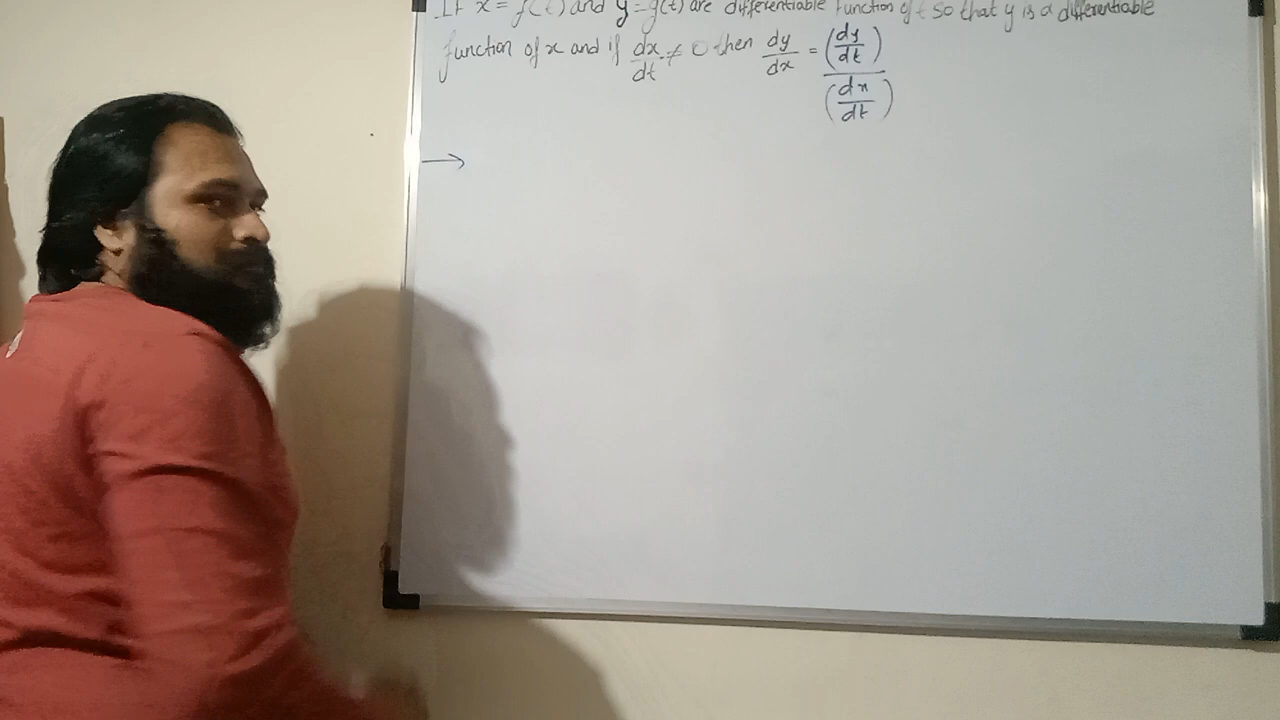 If x = f(t) and y = g(t) are differentiable function of t so that y is a differentiable
function of x and if dx/dt ≠ 0 then dy/dx = (dy/dt)/(dx/dt)
→